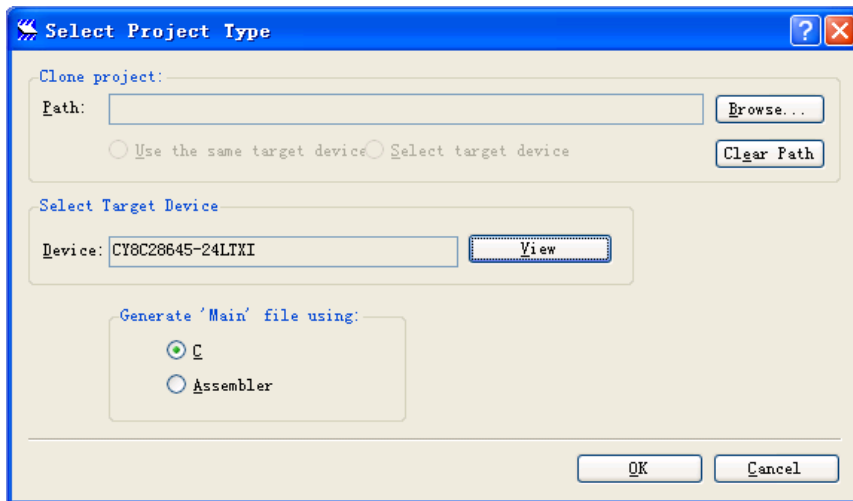 Select Project Type
Clone project:
Path:
Browse...
Use the same target device Select target device
Clear Path
Select Target Device
Device: CY8C28645-24LTXI View
Generate 'Main' file using:
C
Assembler
OK Cancel